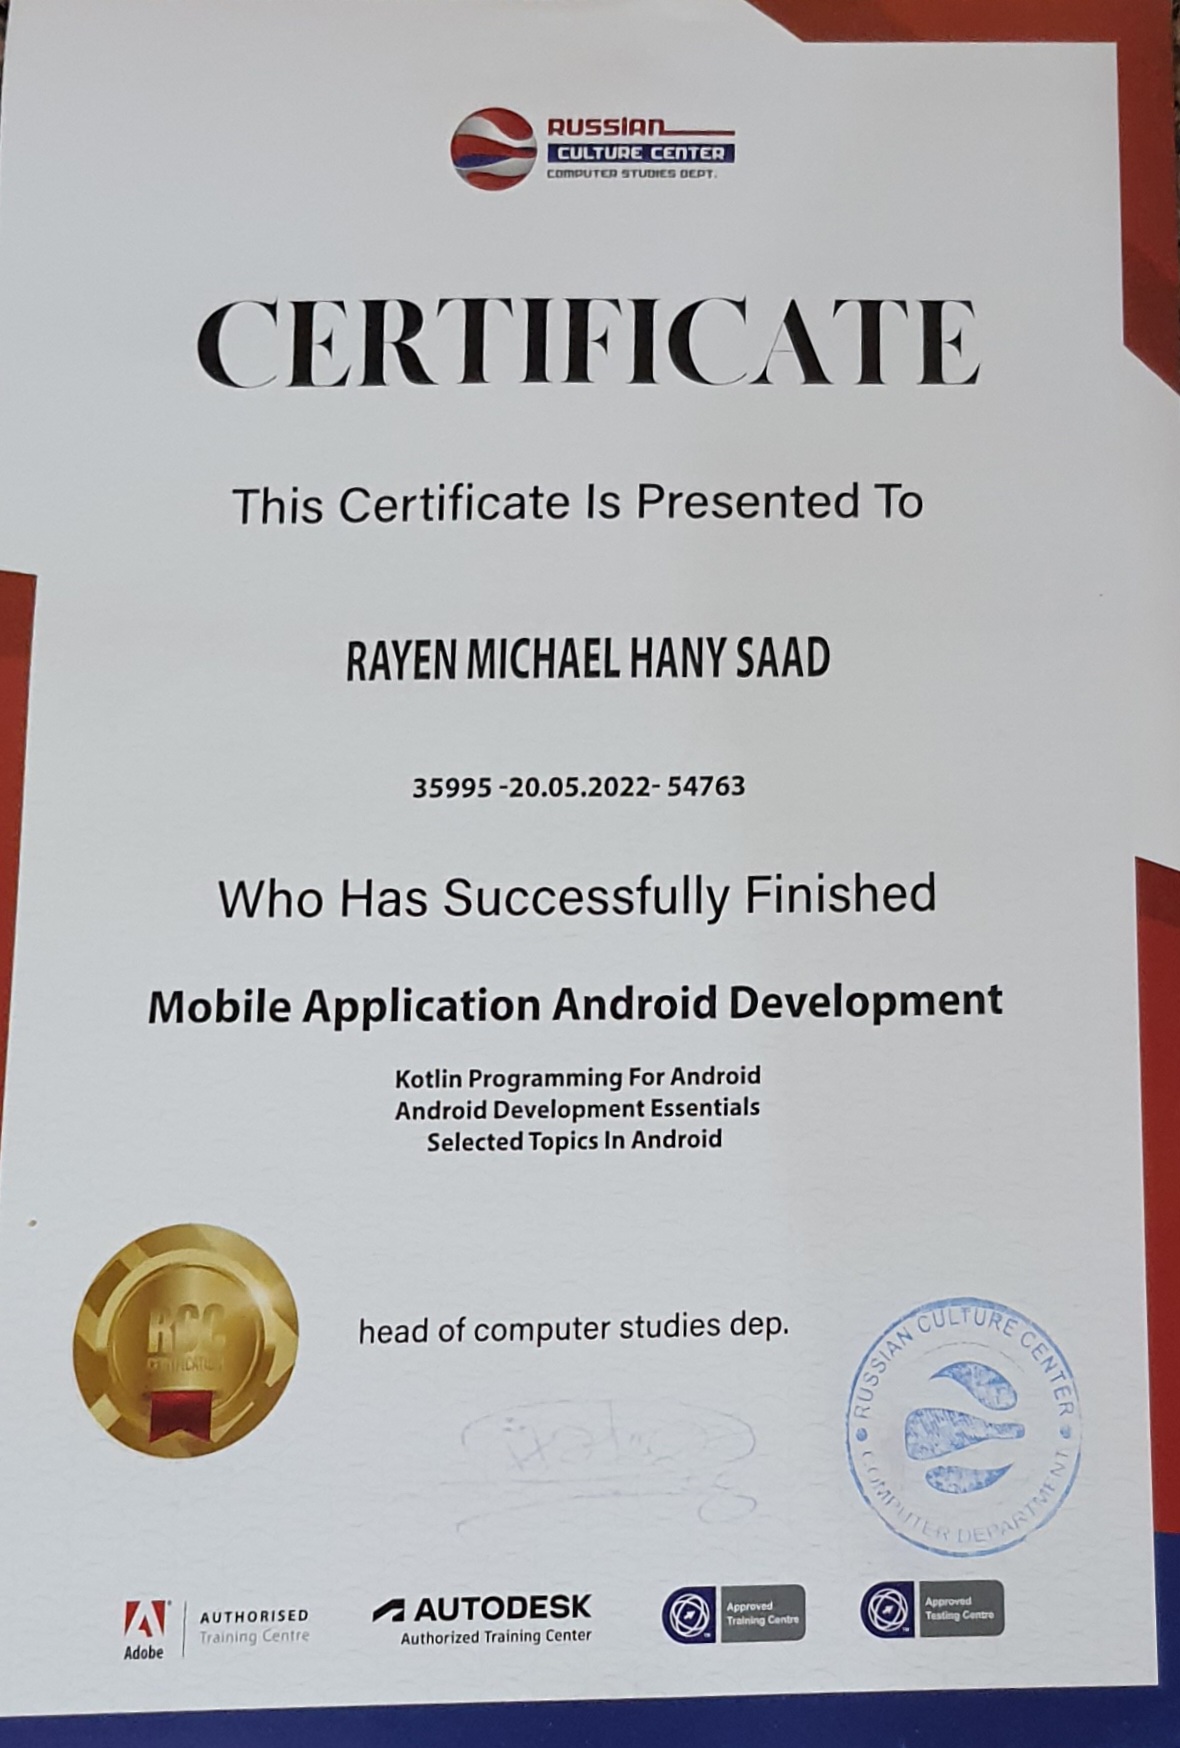 RUSSIAN
CULTURE CENTER
COMPUTER STUDIES DEPT.
CERTIFICATE
This Certificate Is Presented To
RAYEN MICHAEL HANY SAAD
35995 -20.05.2022- 54763
Who Has Successfully Finished
Mobile Application Android Development
Kotlin Programming For Android
Android Development Essentials
Selected Topics In Android
RCC
CERTIFICATION
head of computer studies dep.
RUSSIAN CULTURE CENTER
COMPUTER DEPARTMENT
Adobe
AUTHORISED
Training Centre
AUTODESK
Authorized Training Center
Approved
Training Centre
Approved
Testing Centre